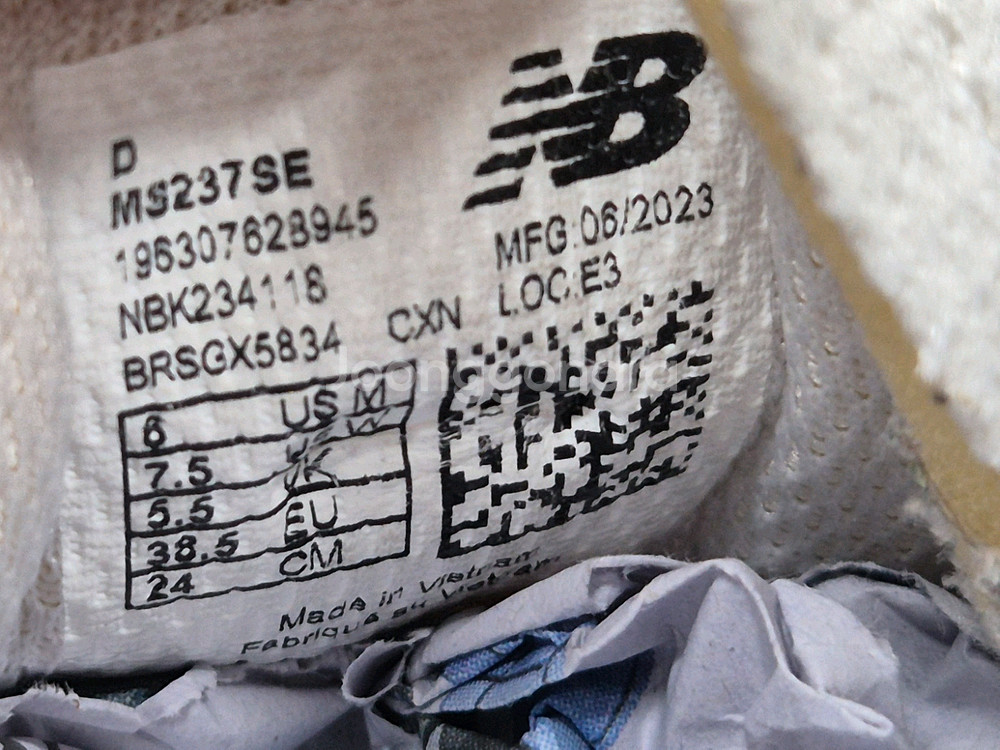 NB
D
MS237SE
196307628945
MFG:06/2023
NBK234118
LOC:E3
BRSGX5834 CXN
6 US M
7.5 W
5.5 UK
38.5 EU
24 CM
Made in Vietnam
Fabriqué au Vietnam